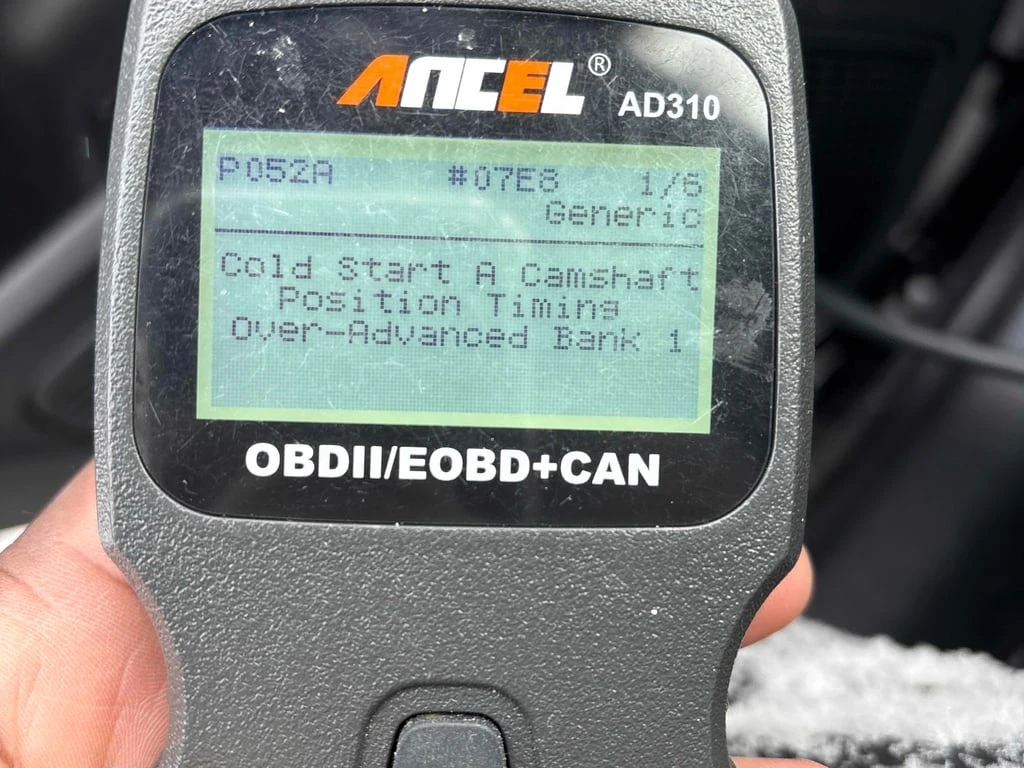 ANCEL® AD310
P052A #07E8 1/6
Generic
Cold Start A Camshaft
Position Timing
Over-Advanced Bank 1
OBDII/EOBD+CAN